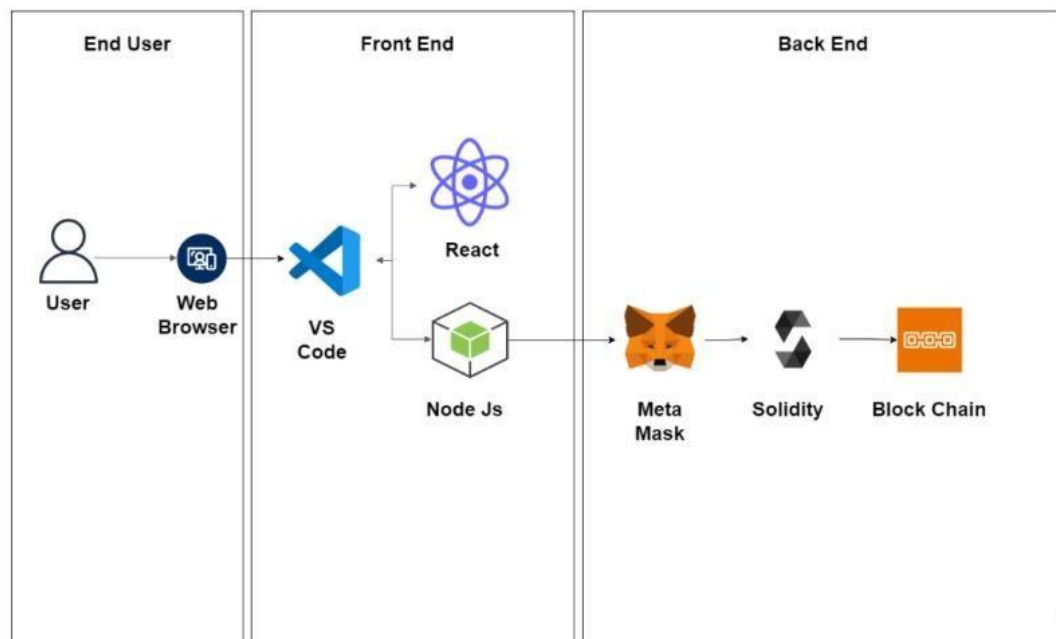 End User
Front End
Back End
User
Web
Browser
VS
Code
React
Node Js
Meta
Mask
Solidity
Block Chain